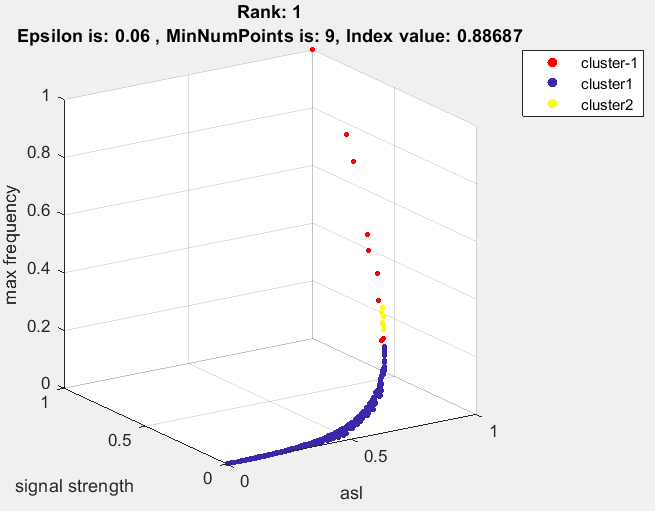 Rank: 1
Epsilon is: 0.06 , MinNumPoints is: 9, Index value: 0.88687
cluster-1
cluster1
cluster2
1
0.8
0.6
0.4
0.2
0
max frequency
1
0.5
0
signal strength
0
0.5
1
asl